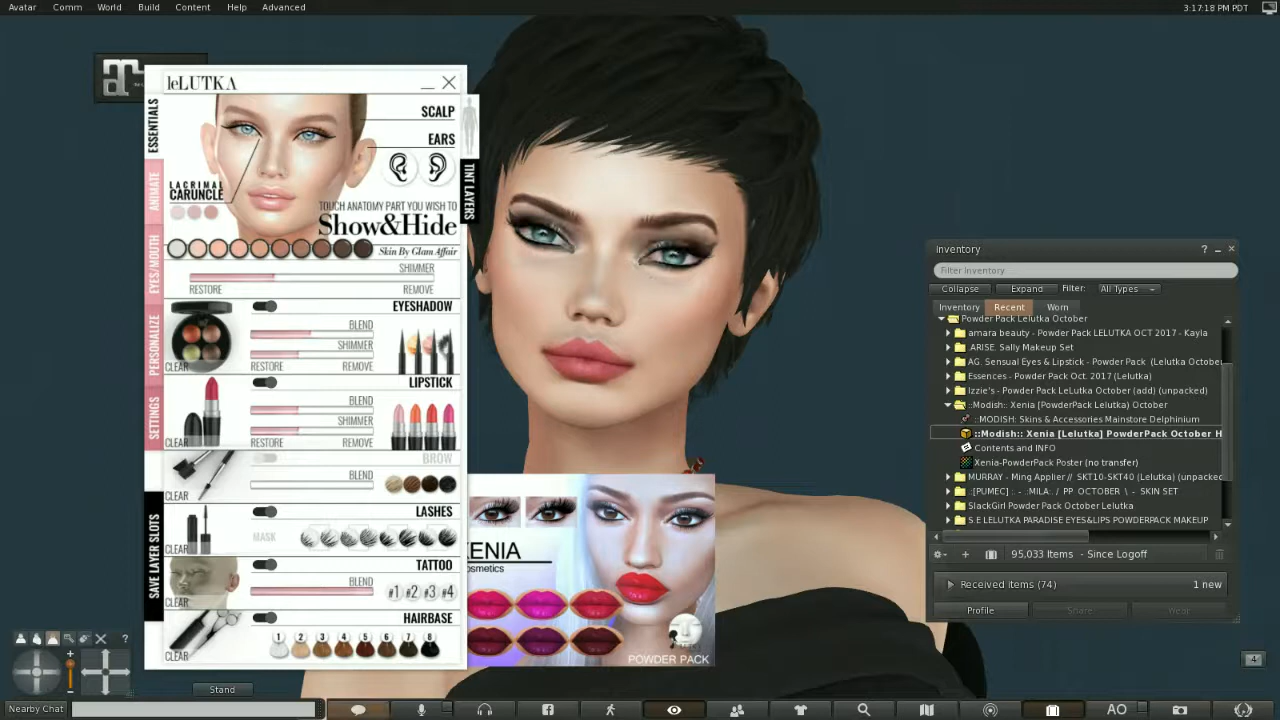 Avatar Comm World Build Content Help Advanced
3:17:18 PM PDT
leLUTKA
ESSENTIALS
ANIMATE
EYES/MOUTH
PERSONALIZE
SETTINGS
SAVE LAYER SLOTS
TINT LAYERS
SCALP
EARS
LACRIMAL
CARUNCLE
TOUCH ANATOMY PART YOU WISH TO
Show&Hide
Skin By Glam Affair
SHIMMER
RESTORE REMOVE
EYESHADOW
BLEND
SHIMMER
CLEAR RESTORE REMOVE
LIPSTICK
BLEND
SHIMMER
CLEAR RESTORE REMOVE
BROW
BLEND
CLEAR
LASHES
MASK
CLEAR
TATTOO
BLEND
#1 #2 #3 #4
CLEAR
HAIRBASE
1 2 3 4 5 6 7 8
CLEAR
XENIA
osmetics
POWDER PACK
Inventory ?
Filter Inventory
Collapse Expand Filter: All Types
Inventory Recent Worn
Powder Pack Lelutka October
amara beauty - Powder Pack LELUTKA OCT 2017 - Kayla
.ARISE. Sally Makeup Set
AG. Sensual Eyes & Lipstick - Powder Pack (Lelutka Octobe
Essences - Powder Pack Oct. 2017 (Lelutka)
Izzie's - Powder Pack LeLutka October (add) (unpacked)
::Modish:: Xenia [PowderPack Lelutka] October
.:MODISH: Skins & Accessories Mainstore Delphinium
::Modish:: Xenia [Lelutka] PowderPack October H
Contents and INFO
Xenia-PowderPack Poster (no transfer)
MURRAY - Ming Applier // SKT10-SKT40 (Lelutka) (unpacked
.:[PUMEC] : - .:MILA. / PP OCTOBER \ - SKIN SET
SlackGirl Powder Pack October Lelutka
S.E LELUTKA PARADISE EYES&LIPS POWDERPACK MAKEUP
95,033 Items - Since Logoff
Received Items (74) 1 new
Profile Share Wear
?
4
Stand
Nearby Chat
AO